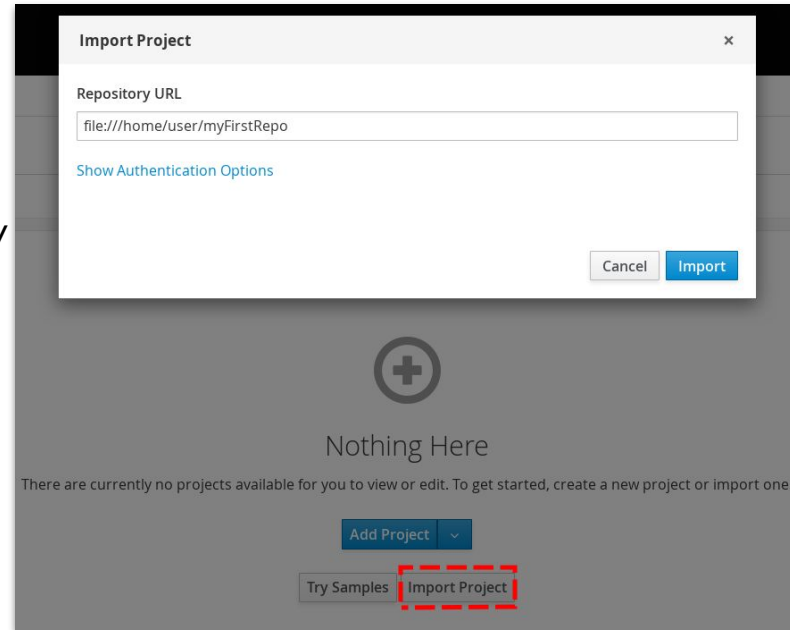 Import Project ×
Repository URL
file:///home/user/myFirstRepo
Show Authentication Options
y
Cancel Import
Nothing Here
There are currently no projects available for you to view or edit. To get started, create a new project or import one
Add Project
Try Samples Import Project